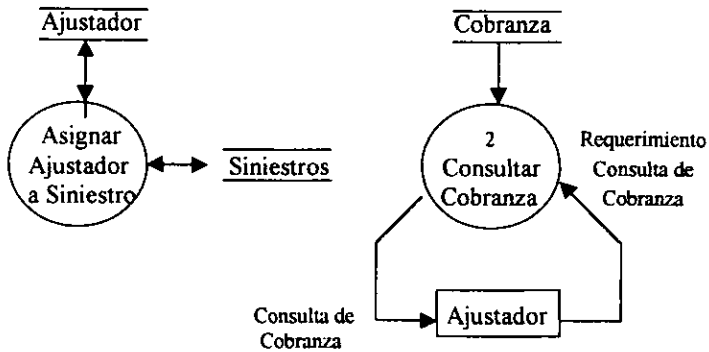 Ajustador
Asignar
Ajustador
a Siniestro
Siniestros
Cobranza
2
Consultar
Cobranza
Requerimiento
Consulta de
Cobranza
Consulta de
Cobranza
Ajustador